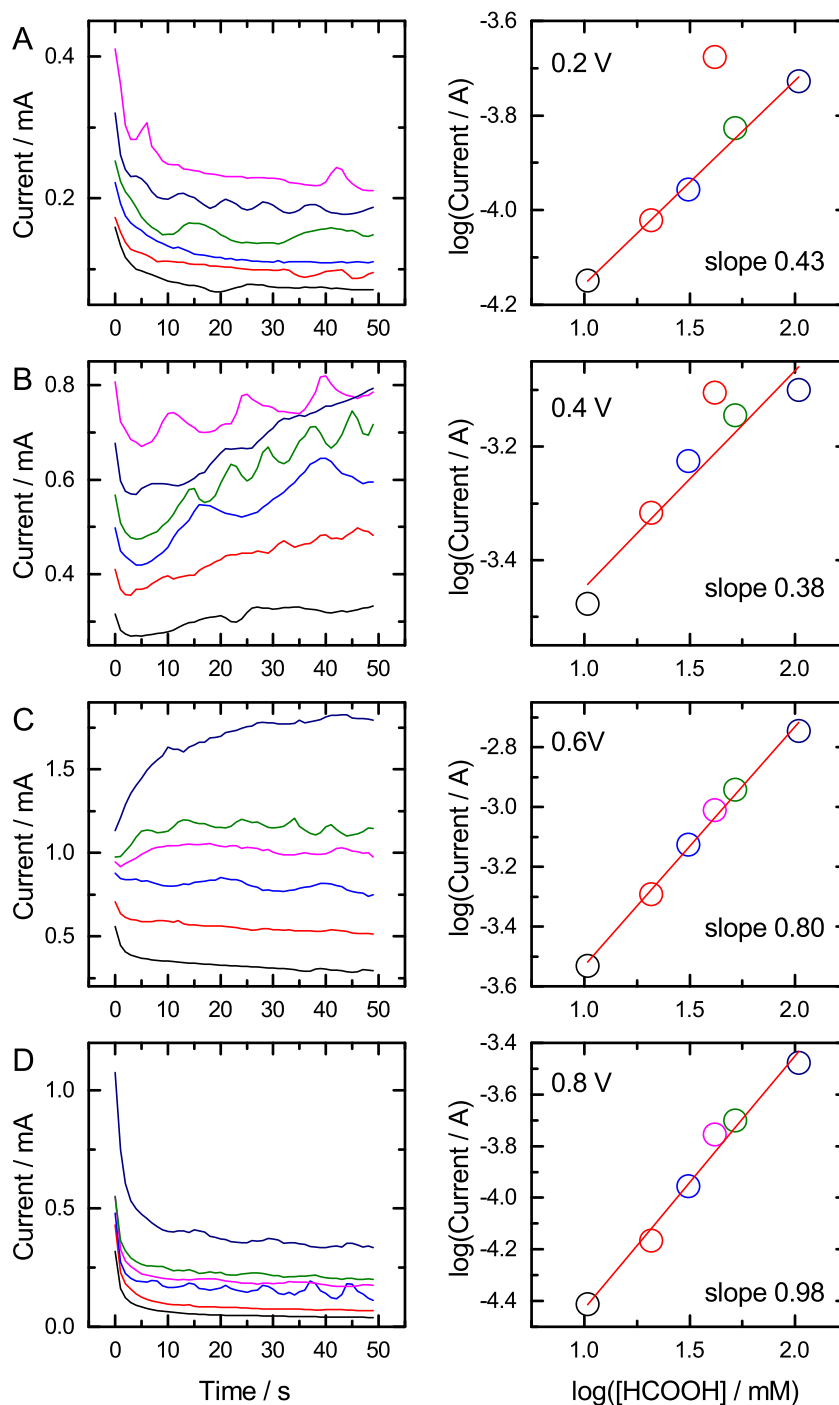 A
Current / mA
0.4
0.2
0 10 20 30 40 50
log(Current / A)
-3.6
-3.8
-4.0
-4.2
0.2 V
slope 0.43
1.0 1.5 2.0
B
Current / mA
0.8
0.6
0.4
0 10 20 30 40 50
log(Current / A)
-3.2
-3.4
0.4 V
slope 0.38
1.0 1.5 2.0
C
Current / mA
1.5
1.0
0.5
0 10 20 30 40 50
log(Current / A)
-2.8
-3.0
-3.2
-3.4
-3.6
0.6V
slope 0.80
1.0 1.5 2.0
D
Current / mA
1.0
0.5
0.0
0 10 20 30 40 50
Time / s
log(Current / A)
-3.4
-3.6
-3.8
-4.0
-4.2
-4.4
0.8 V
slope 0.98
1.0 1.5 2.0
log([HCOOH] / mM)